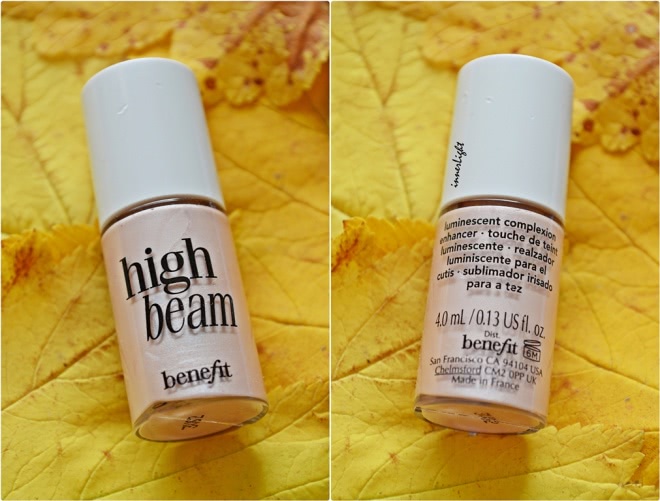 high
beam
benefit
innerlight
luminescent complexion
enhancer · touche de teint
luminescente · realzador
luminiscente para el
cutis · sublimador irisado
para a tez
4.0 mL / 0.13 US fl. oz.
Dist.
benefit 6M
San Francisco CA 94104 USA
Chelmsford CM2 0PP UK
Made in France